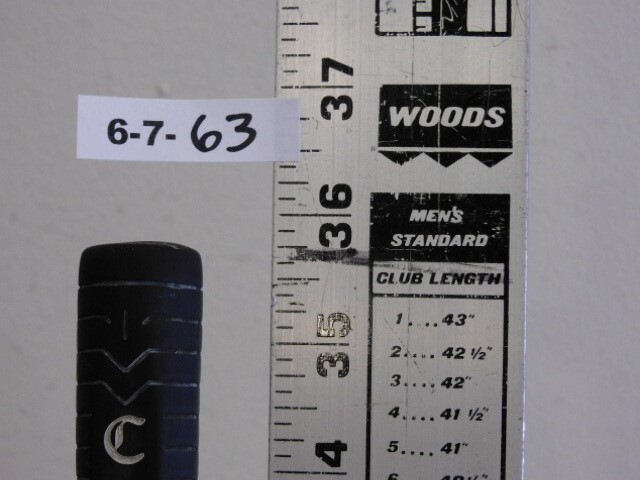 6-7-63
37
36
35
34
WOODS
MEN'S
STANDARD
CLUB LENGTH
1....43"
2....42 ½"
3....42"
4....41 ½"
5....41"
C